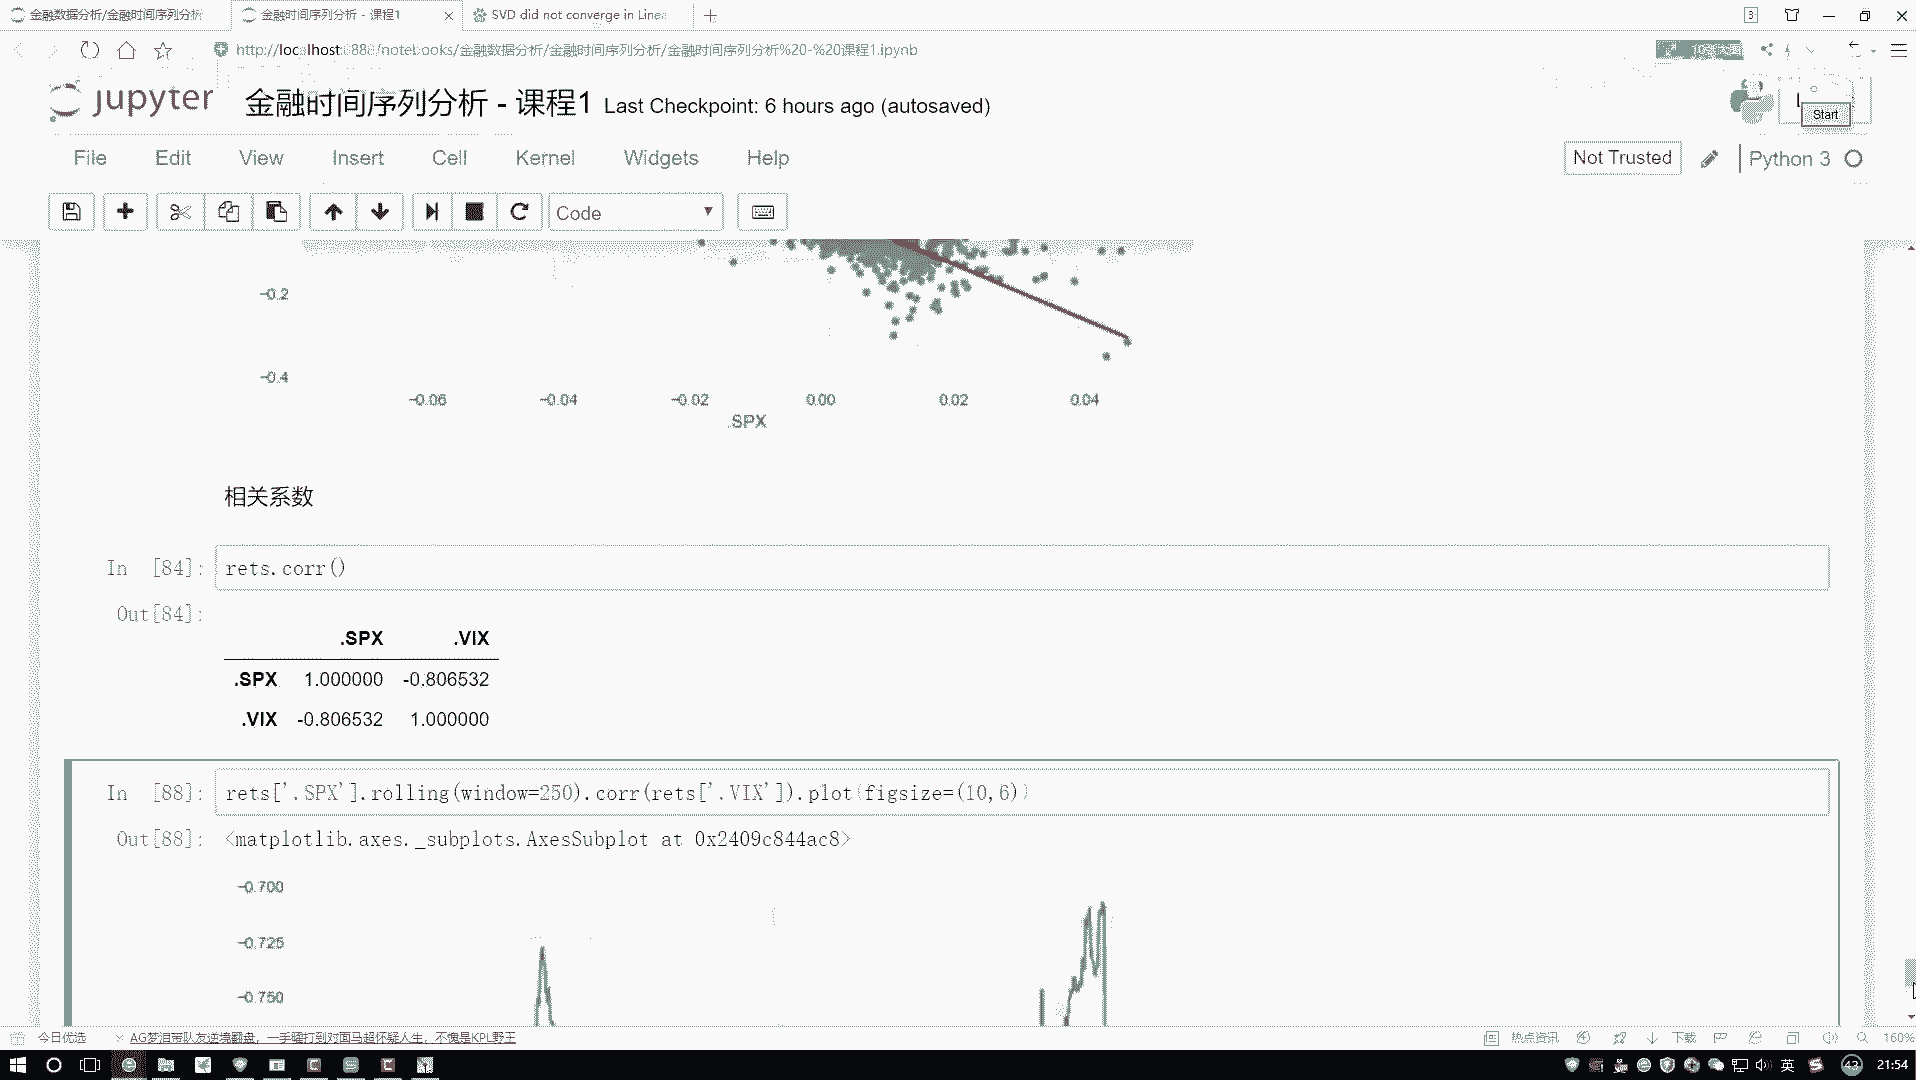 金融数据分析/金融时间序列分析
金融时间序列分析 - 课程1
SVD did not converge in Linea
3
http://localhost:888/notebooks/金融数据分析/金融时间序列分析/金融时间序列分析%20-%20课程1.ipynb
jupyter
金融时间序列分析 - 课程1 Last Checkpoint: 6 hours ago (autosaved)
Start
File Edit View Insert Cell Kernel Widgets Help
Not Trusted
Python 3
Code
-0.2
-0.4
-0.06 -0.04 -0.02 0.00 0.02 0.04
.SPX
相关系数
In [84]: rets.corr()
Out[84]:
.SPX .VIX
.SPX 1.000000 -0.806532
.VIX -0.806532 1.000000
In [88]: rets['.SPX'].rolling(window=250).corr(rets['.VIX']).plot(figsize=(10,6))
Out[88]: <matplotlib.axes._subplots.AxesSubplot at 0x2409c844ac8>
-0.700
-0.725
-0.750
今日优选
AG梦泪带队友逆境翻盘，一手骚打到对面马超怀疑人生，不愧是KPL野王
热点资讯
下载
160%
英
43
21:54